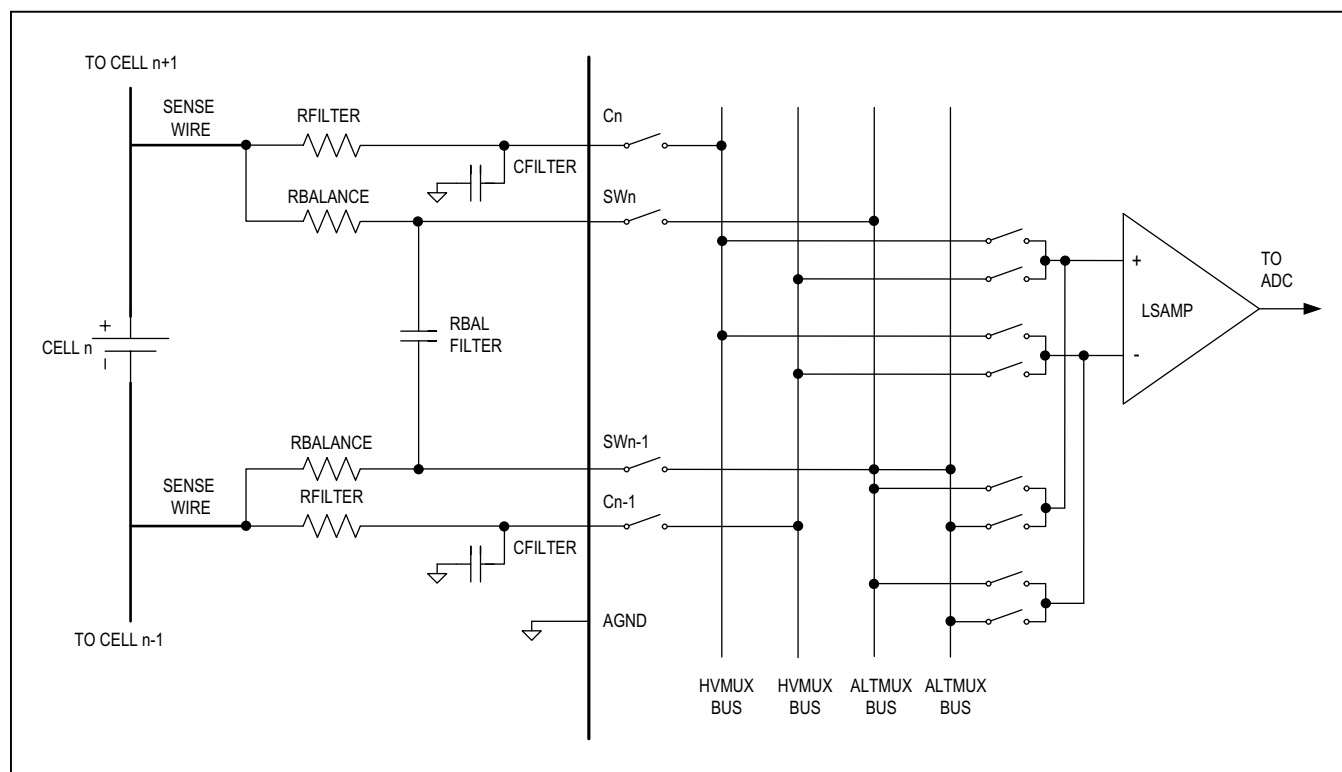 TO CELL n+1
SENSE
WIRE
RFILTER
Cn
CFILTER
RBALANCE
SWn
+
-
LSAMP
TO
ADC
+
CELL n
–
RBAL
FILTER
RBALANCE
SWn-1
SENSE
WIRE
RFILTER
Cn-1
CFILTER
AGND
TO CELL n-1
HVMUX
BUS
HVMUX
BUS
ALTMUX
BUS
ALTMUX
BUS